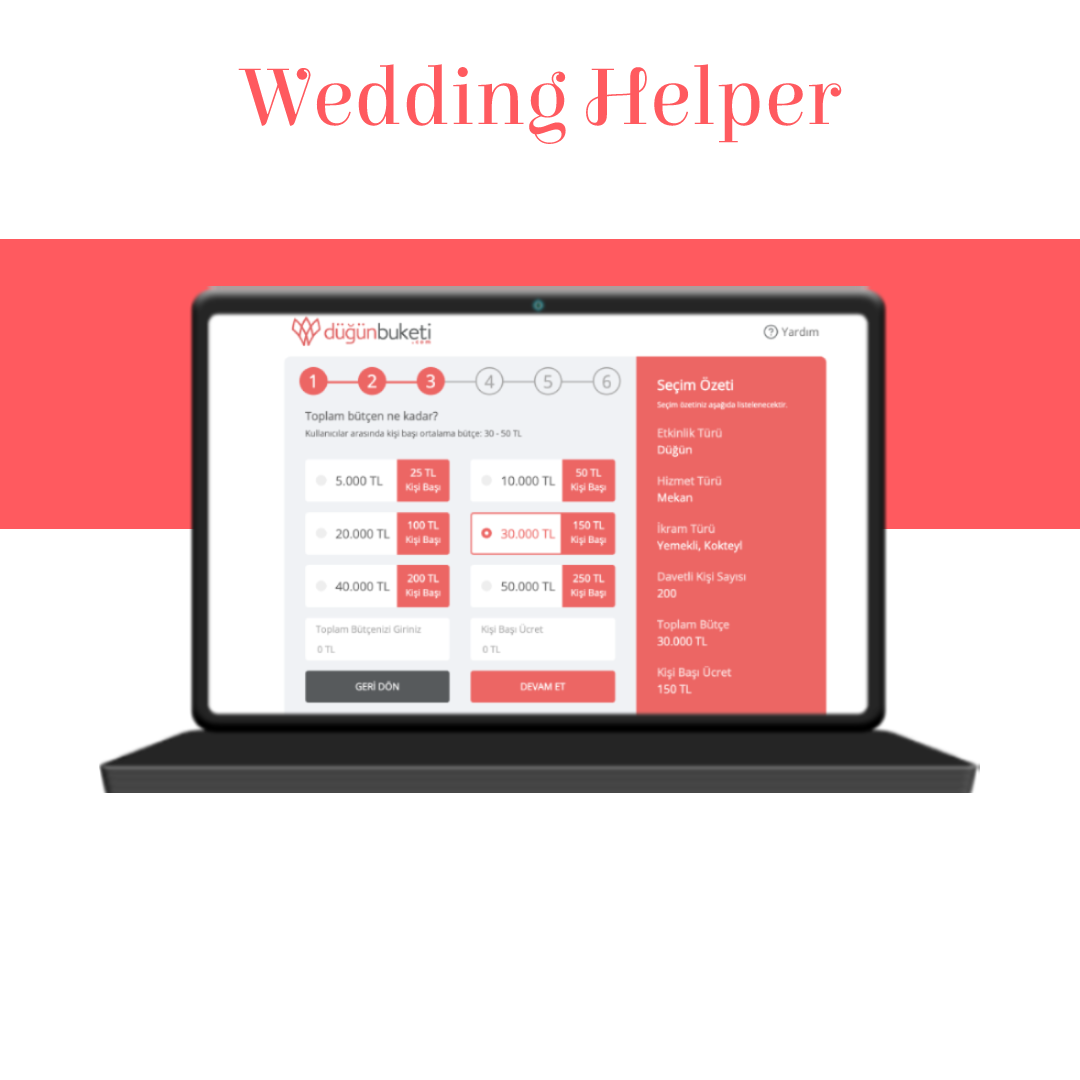 Wedding Helper
düğünbuketi
.com
Yardım
1 2 3 4 5 6
Toplam bütçen ne kadar?
Kullanıcılar arasında kişi başı ortalama bütçe: 30 - 50 TL
5.000 TL
25 TL
Kişi Başı
10.000 TL
50 TL
Kişi Başı
20.000 TL
100 TL
Kişi Başı
30.000 TL
150 TL
Kişi Başı
40.000 TL
200 TL
Kişi Başı
50.000 TL
250 TL
Kişi Başı
Toplam Bütçenizi Giriniz
0 TL
Kişi Başı Ücret
0 TL
GERİ DÖN
DEVAM ET
Seçim Özeti
Seçim özetiniz aşağıda listelenecektir.
Etkinlik Türü
Düğün
Hizmet Türü
Mekan
İkram Türü
Yemekli, Kokteyl
Davetli Kişi Sayısı
200
Toplam Bütçe
30.000 TL
Kişi Başı Ücret
150 TL